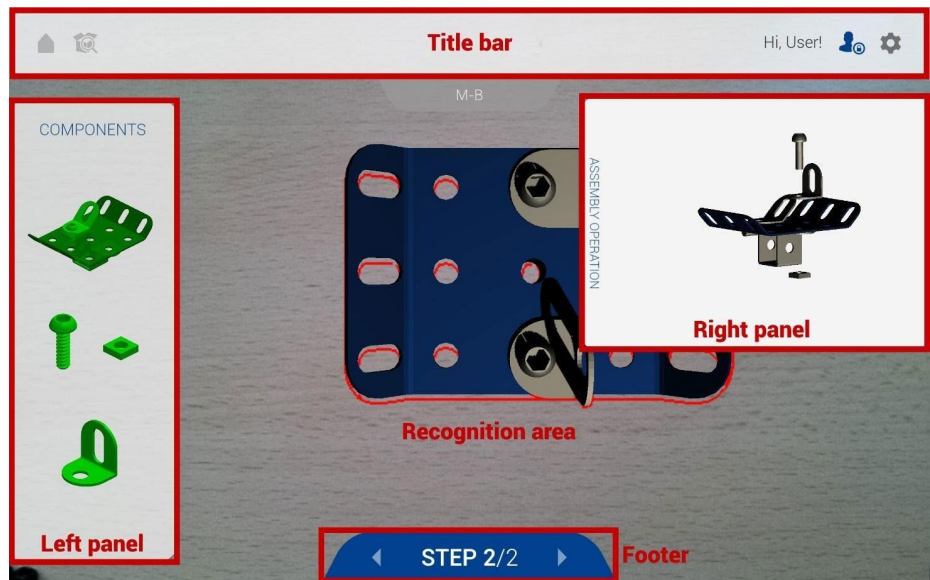 Title bar
Hi, User!
M-B
COMPONENTS
ASSEMBLY OPERATION
Right panel
Recognition area
Left panel
STEP 2/2
Footer